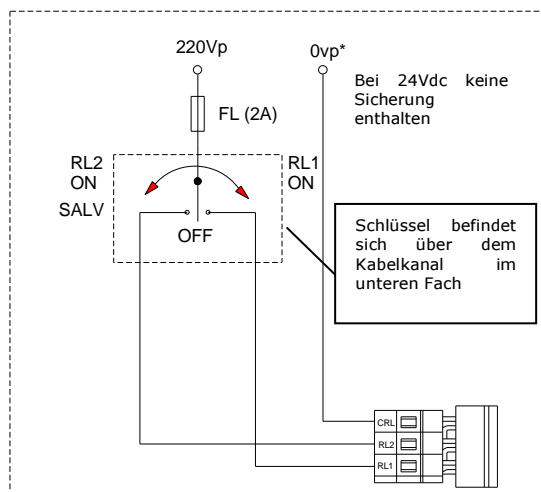 220Vp
0vp*
Bei 24Vdc keine
Sicherung
enthalten
FL (2A)
RL2
ON
RL1
ON
SALV
OFF
Schlüssel befindet
sich über dem
Kabelkanal im
unteren Fach
CRL
RL2
RL1